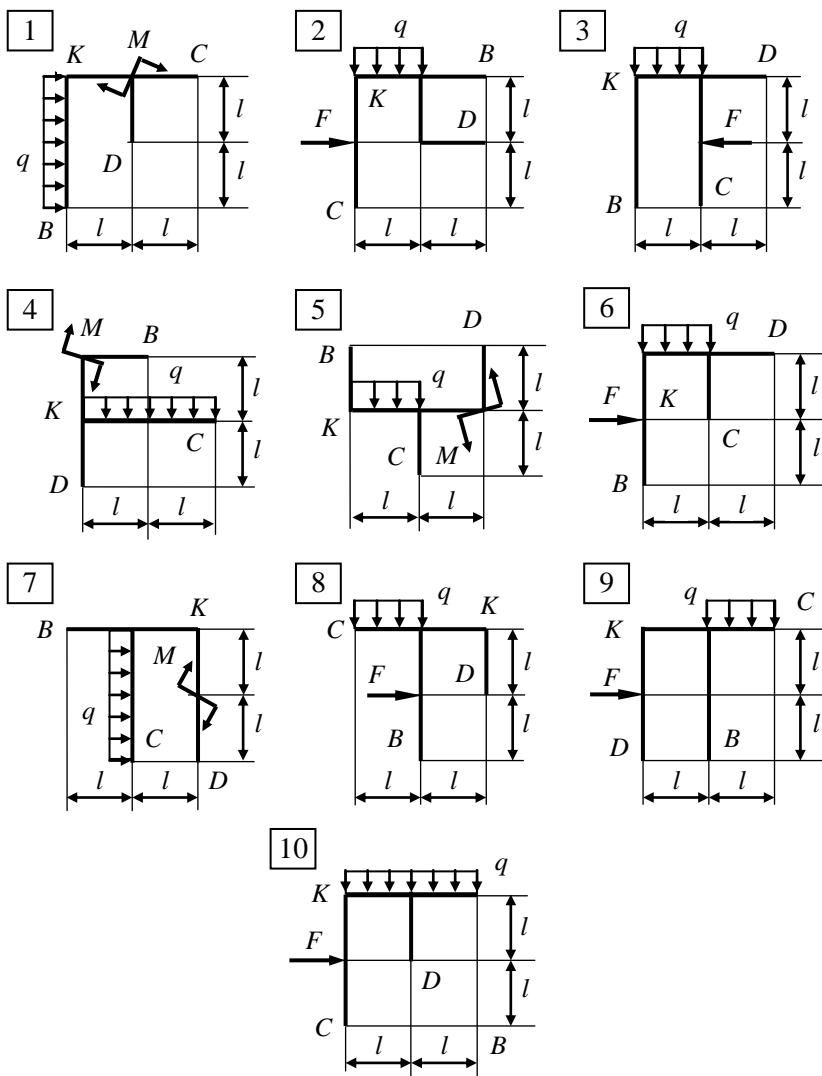 1 2 3
K M C q B q D
K K
l l l
F D F
q D
l l l
C C
B B
l l l l l l
4 5 6
M B D q D
B
q l l l
q
K F K
K
C C M C
D l l B l
l l l l l l
7 8 9
q K q C
B K C K
M l l l
F D F
q
C B D B
l l l
l l D l l l l
10
q
K
l
F
D
l
C l l B